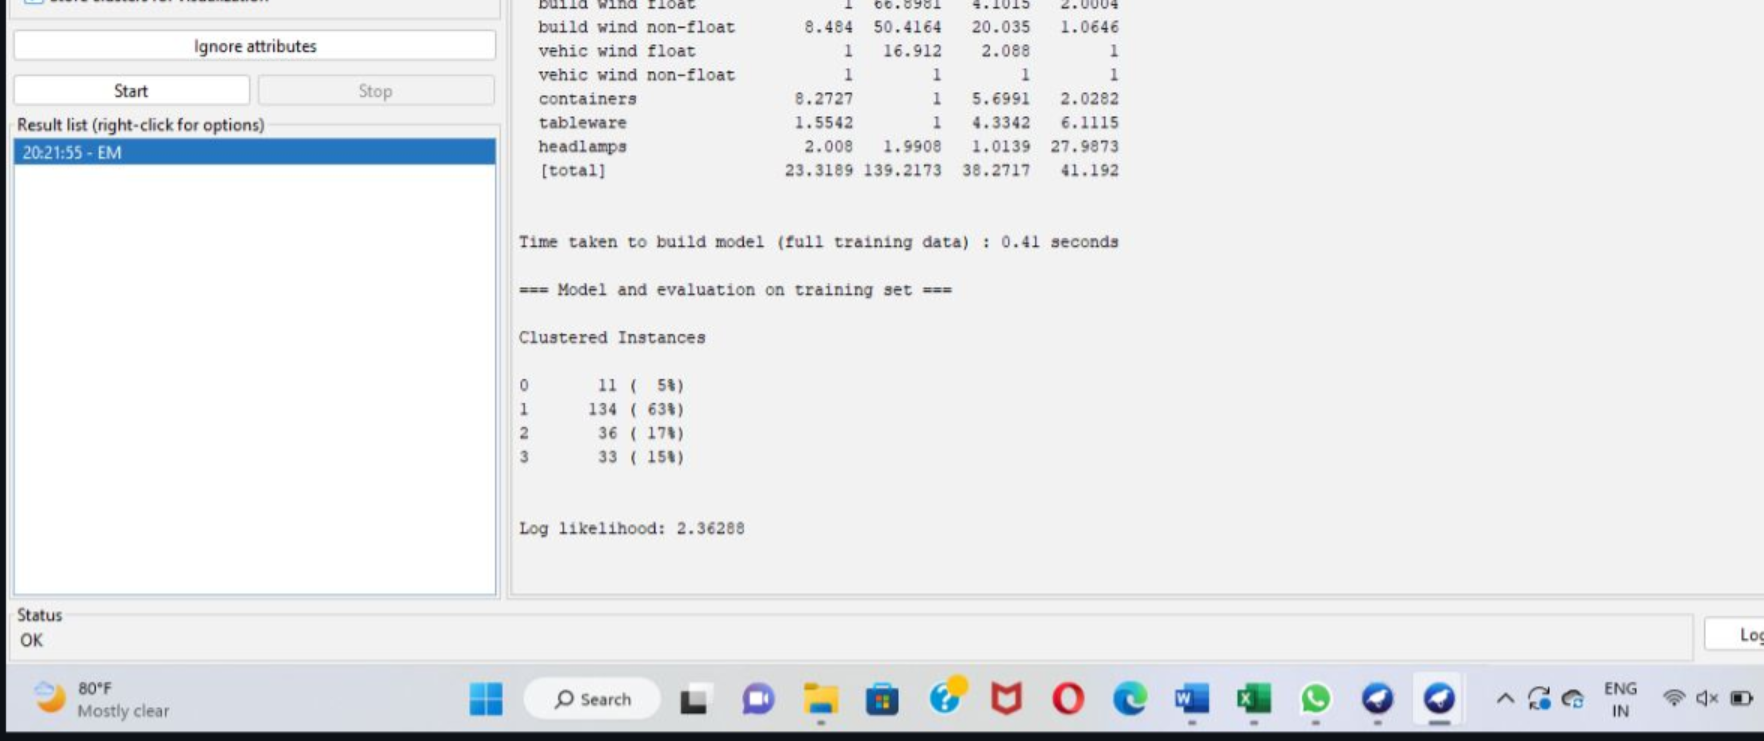 Store clusters for visualization
Ignore attributes
Start Stop
Result list (right-click for options)
20:21:55 - EM
build wind float 1 66.8981 4.1015 2.0004
build wind non-float 8.484 50.4164 20.035 1.0646
vehic wind float 1 16.912 2.088 1
vehic wind non-float 1 1 1 1
containers 8.2727 1 5.6991 2.0282
tableware 1.5542 1 4.3342 6.1115
headlamps 2.008 1.9908 1.0139 27.9873
[total] 23.3189 139.2173 38.2717 41.192
Time taken to build model (full training data) : 0.41 seconds
=== Model and evaluation on training set ===
Clustered Instances
0 11 ( 5%)
1 134 ( 63%)
2 36 ( 17%)
3 33 ( 15%)
Log likelihood: 2.36288
Status
OK
Log
80°F
Mostly clear
Search
ENG
IN